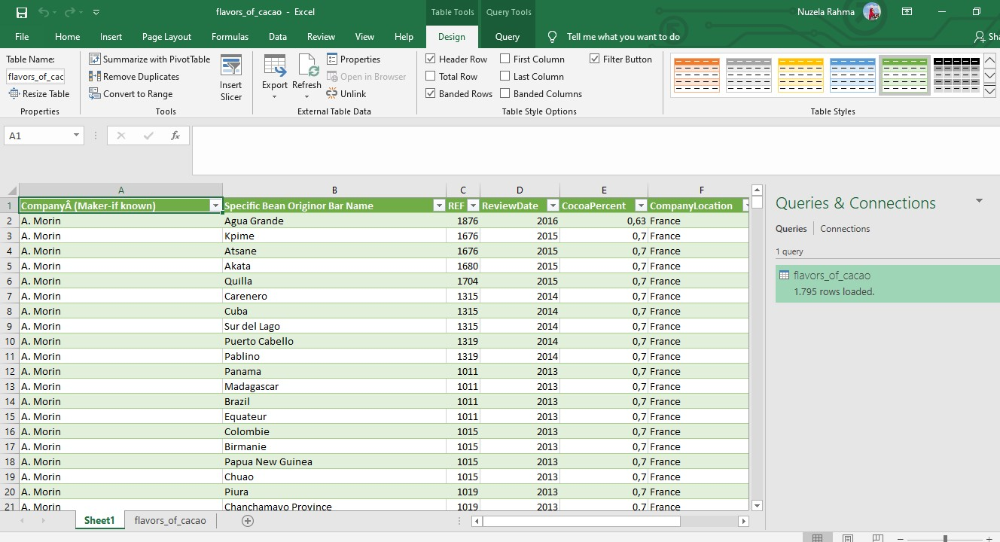 flavors_of_cacao - Excel
Table Tools Query Tools
Nuzela Rahma
File Home Insert Page Layout Formulas Data Review View Help Design Query Tell me what you want to do
Table Name: Summarize with PivotTable Properties Header Row First Column Filter Button
flavors_of_cac Remove Duplicates Insert Slicer Export Refresh Open in Browser Total Row Last Column
Resize Table Convert to Range Unlink Banded Rows Banded Columns
Properties Tools External Table Data Table Style Options Table Styles
A1 fx
A B C D E F
1 CompanyÂ (Maker-if known) Specific Bean Originor Bar Name REF ReviewDate CocoaPercent CompanyLocation
2 A. Morin Agua Grande 1876 2016 0,63 France
3 A. Morin Kpime 1676 2015 0,7 France
4 A. Morin Atsane 1676 2015 0,7 France
5 A. Morin Akata 1680 2015 0,7 France
6 A. Morin Quilla 1704 2015 0,7 France
7 A. Morin Carenero 1315 2014 0,7 France
8 A. Morin Cuba 1315 2014 0,7 France
9 A. Morin Sur del Lago 1315 2014 0,7 France
10 A. Morin Puerto Cabello 1319 2014 0,7 France
11 A. Morin Pablino 1319 2014 0,7 France
12 A. Morin Panama 1011 2013 0,7 France
13 A. Morin Madagascar 1011 2013 0,7 France
14 A. Morin Brazil 1011 2013 0,7 France
15 A. Morin Equateur 1011 2013 0,7 France
16 A. Morin Colombie 1015 2013 0,7 France
17 A. Morin Birmanie 1015 2013 0,7 France
18 A. Morin Papua New Guinea 1015 2013 0,7 France
19 A. Morin Chuao 1015 2013 0,7 France
20 A. Morin Piura 1019 2013 0,7 France
21 A. Morin Chanchamayo Province 1019 2013 0,7 France
Queries & Connections
Queries Connections
1 query
flavors_of_cacao
1.795 rows loaded.
Sheet1 flavors_of_cacao